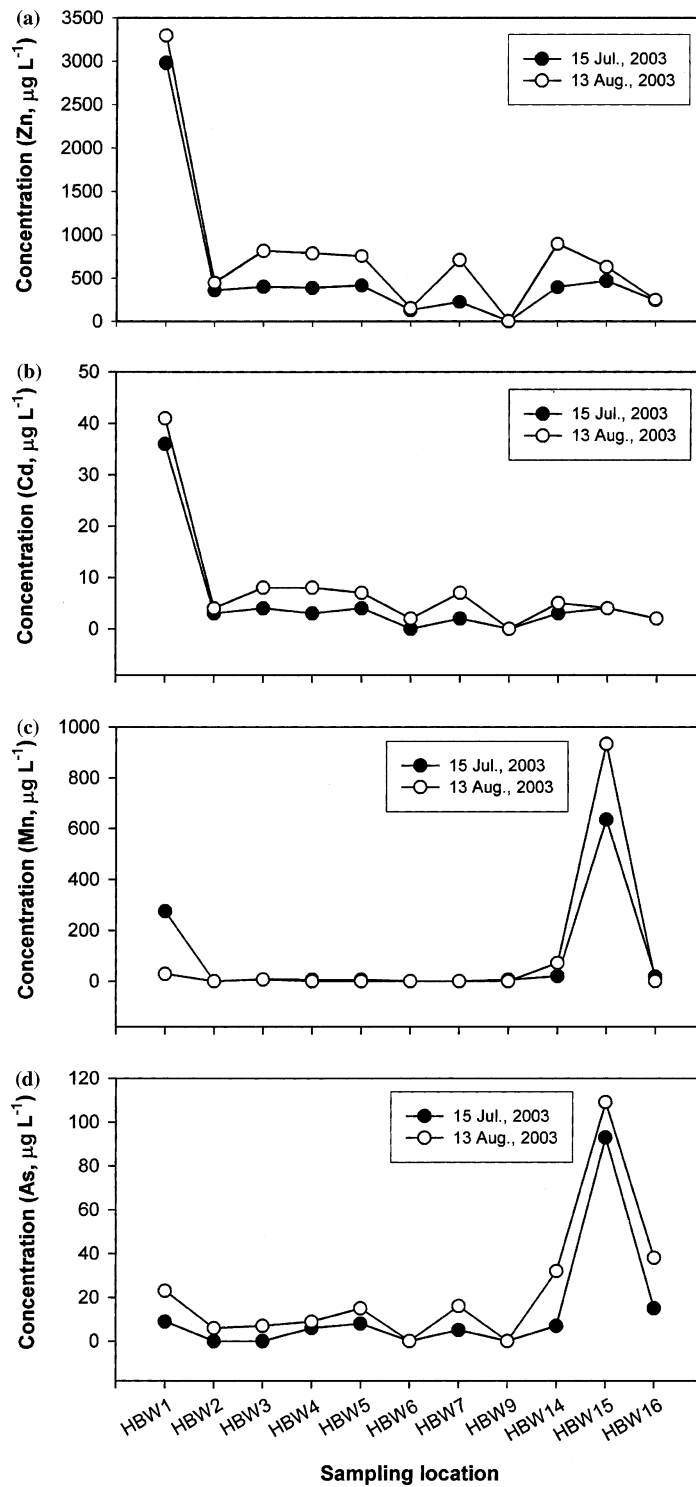 (a)
Concentration (Zn, µg L⁻¹)
3500
3000
2500
2000
1500
1000
500
0
15 Jul., 2003
13 Aug., 2003
(b)
Concentration (Cd, µg L⁻¹)
50
40
30
20
10
0
15 Jul., 2003
13 Aug., 2003
(c)
Concentration (Mn, µg L⁻¹)
1000
800
600
400
200
0
15 Jul., 2003
13 Aug., 2003
(d)
Concentration (As, µg L⁻¹)
120
100
80
60
40
20
0
15 Jul., 2003
13 Aug., 2003
HBW1
HBW2
HBW3
HBW4
HBW5
HBW6
HBW7
HBW9
HBW14
HBW15
HBW16
Sampling location